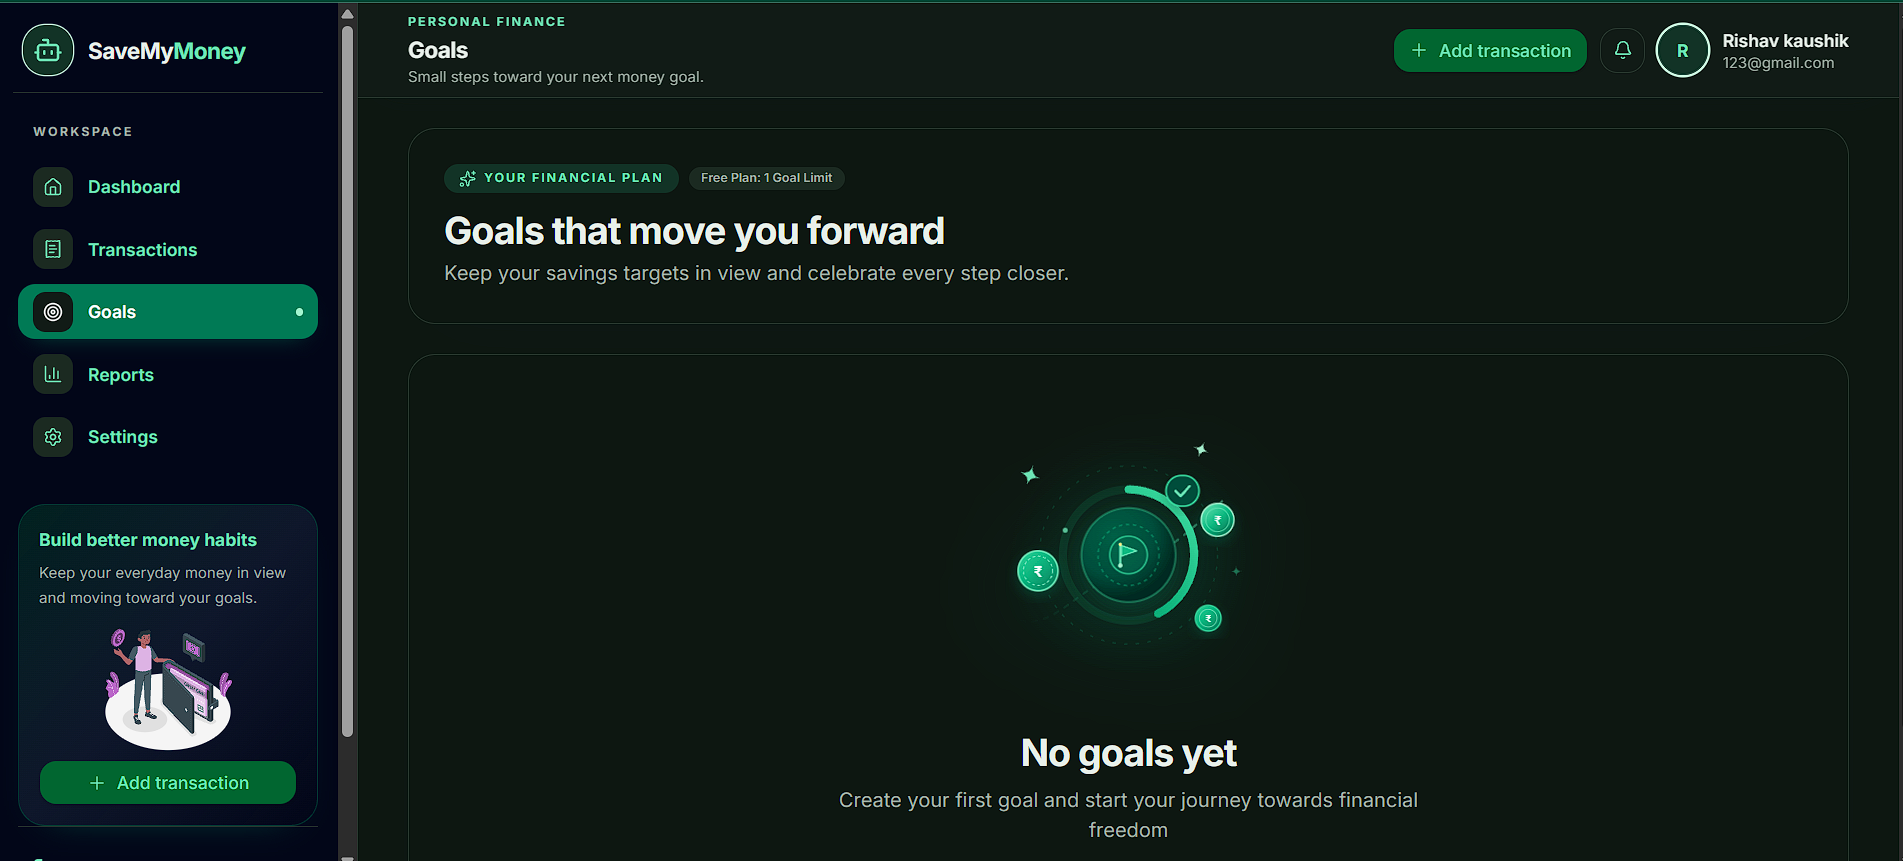 SaveMyMoney
WORKSPACE
Dashboard
Transactions
Goals
Reports
Settings
Build better money habits
Keep your everyday money in view
and moving toward your goals.
+ Add transaction
PERSONAL FINANCE
Goals
Small steps toward your next money goal.
+ Add transaction
R
Rishav kaushik
123@gmail.com
YOUR FINANCIAL PLAN
Free Plan: 1 Goal Limit
Goals that move you forward
Keep your savings targets in view and celebrate every step closer.
₹
₹
₹
No goals yet
Create your first goal and start your journey towards financial
freedom